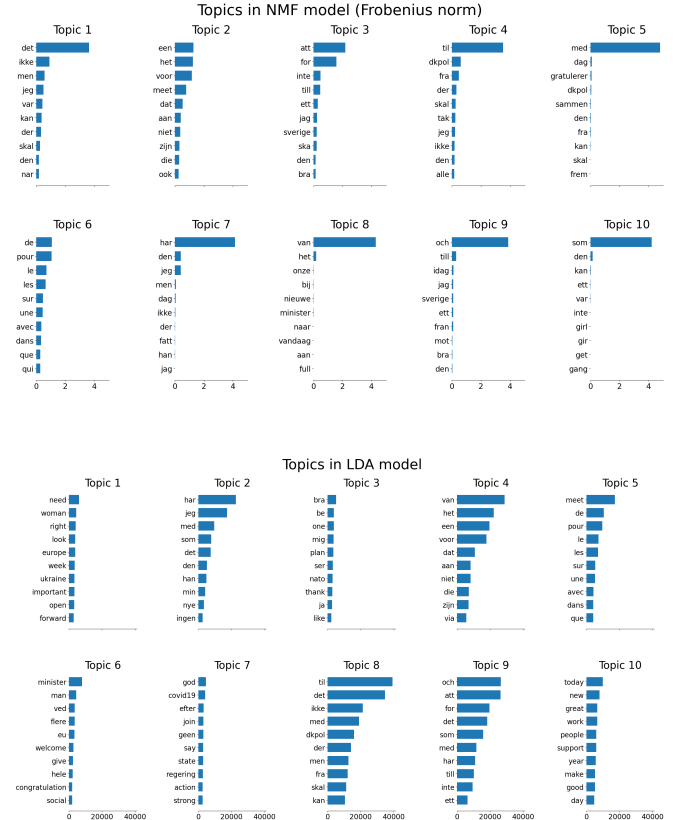 Topics in NMF model (Frobenius norm)
Topic 1
det
ikke
men
jeg
var
kan
der
skal
den
nar
Topic 2
een
het
voor
meet
dat
aan
niet
zijn
die
ook
Topic 3
att
for
inte
till
ett
jag
sverige
ska
den
bra
Topic 4
til
dkpol
fra
der
skal
tak
jeg
ikke
den
alle
Topic 5
med
dag
gratulerer
dkpol
sammen
den
fra
kan
skal
frem
Topic 6
de
pour
le
les
sur
une
avec
dans
que
qui
0 2 4
Topic 7
har
den
jeg
men
dag
ikke
der
fatt
han
jag
0 2 4
Topic 8
van
het
onze
bij
nieuwe
minister
naar
vandaag
aan
full
0 2 4
Topic 9
och
till
idag
jag
sverige
ett
fran
mot
bra
den
0 2 4
Topic 10
som
den
kan
ett
var
inte
girl
gir
get
gang
0 2 4
Topics in LDA model
Topic 1
need
woman
right
look
europe
week
ukraine
important
open
forward
Topic 2
har
jeg
med
som
det
den
han
min
nye
ingen
Topic 3
bra
be
one
mig
plan
ser
nato
thank
ja
like
Topic 4
van
het
een
voor
dat
aan
niet
die
zijn
via
Topic 5
meet
de
pour
le
les
sur
une
avec
dans
que
Topic 6
minister
man
ved
flere
eu
welcome
give
hele
congratulation
social
0 20000 40000
Topic 7
god
covid19
efter
join
geen
say
state
regering
action
strong
0 20000 40000
Topic 8
til
det
ikke
med
dkpol
der
men
fra
skal
kan
0 20000 40000
Topic 9
och
att
for
det
som
med
har
till
inte
ett
0 20000 40000
Topic 10
today
new
great
work
people
support
year
make
good
day
0 20000 40000